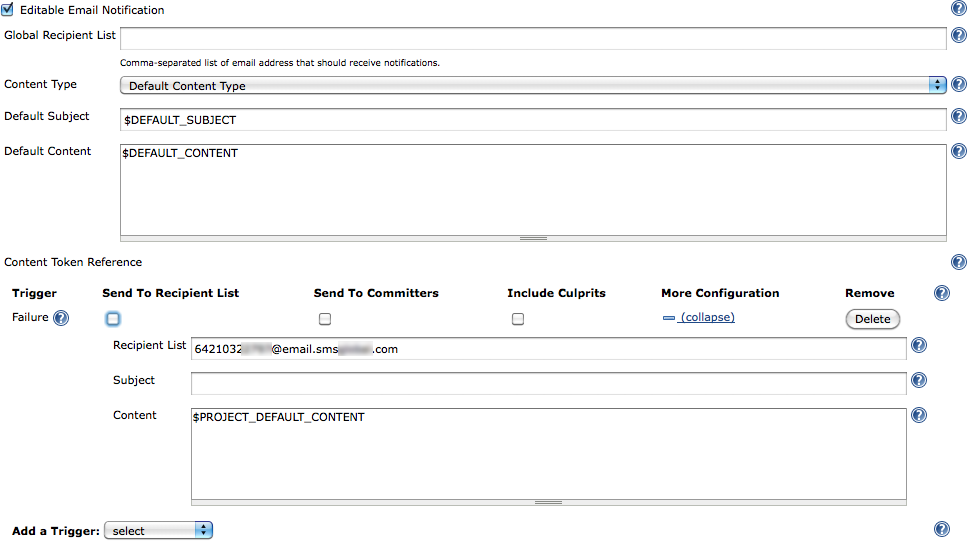 Editable Email Notification
Global Recipient List
Comma-separated list of email address that should receive notifications.
Content Type Default Content Type
Default Subject $DEFAULT_SUBJECT
Default Content $DEFAULT_CONTENT
Content Token Reference
Trigger Send To Recipient List Send To Committers Include Culprits More Configuration Remove
Failure (collapse) Delete
Recipient List @email.sms .com
Subject
Content $PROJECT_DEFAULT_CONTENT
Add a Trigger: select